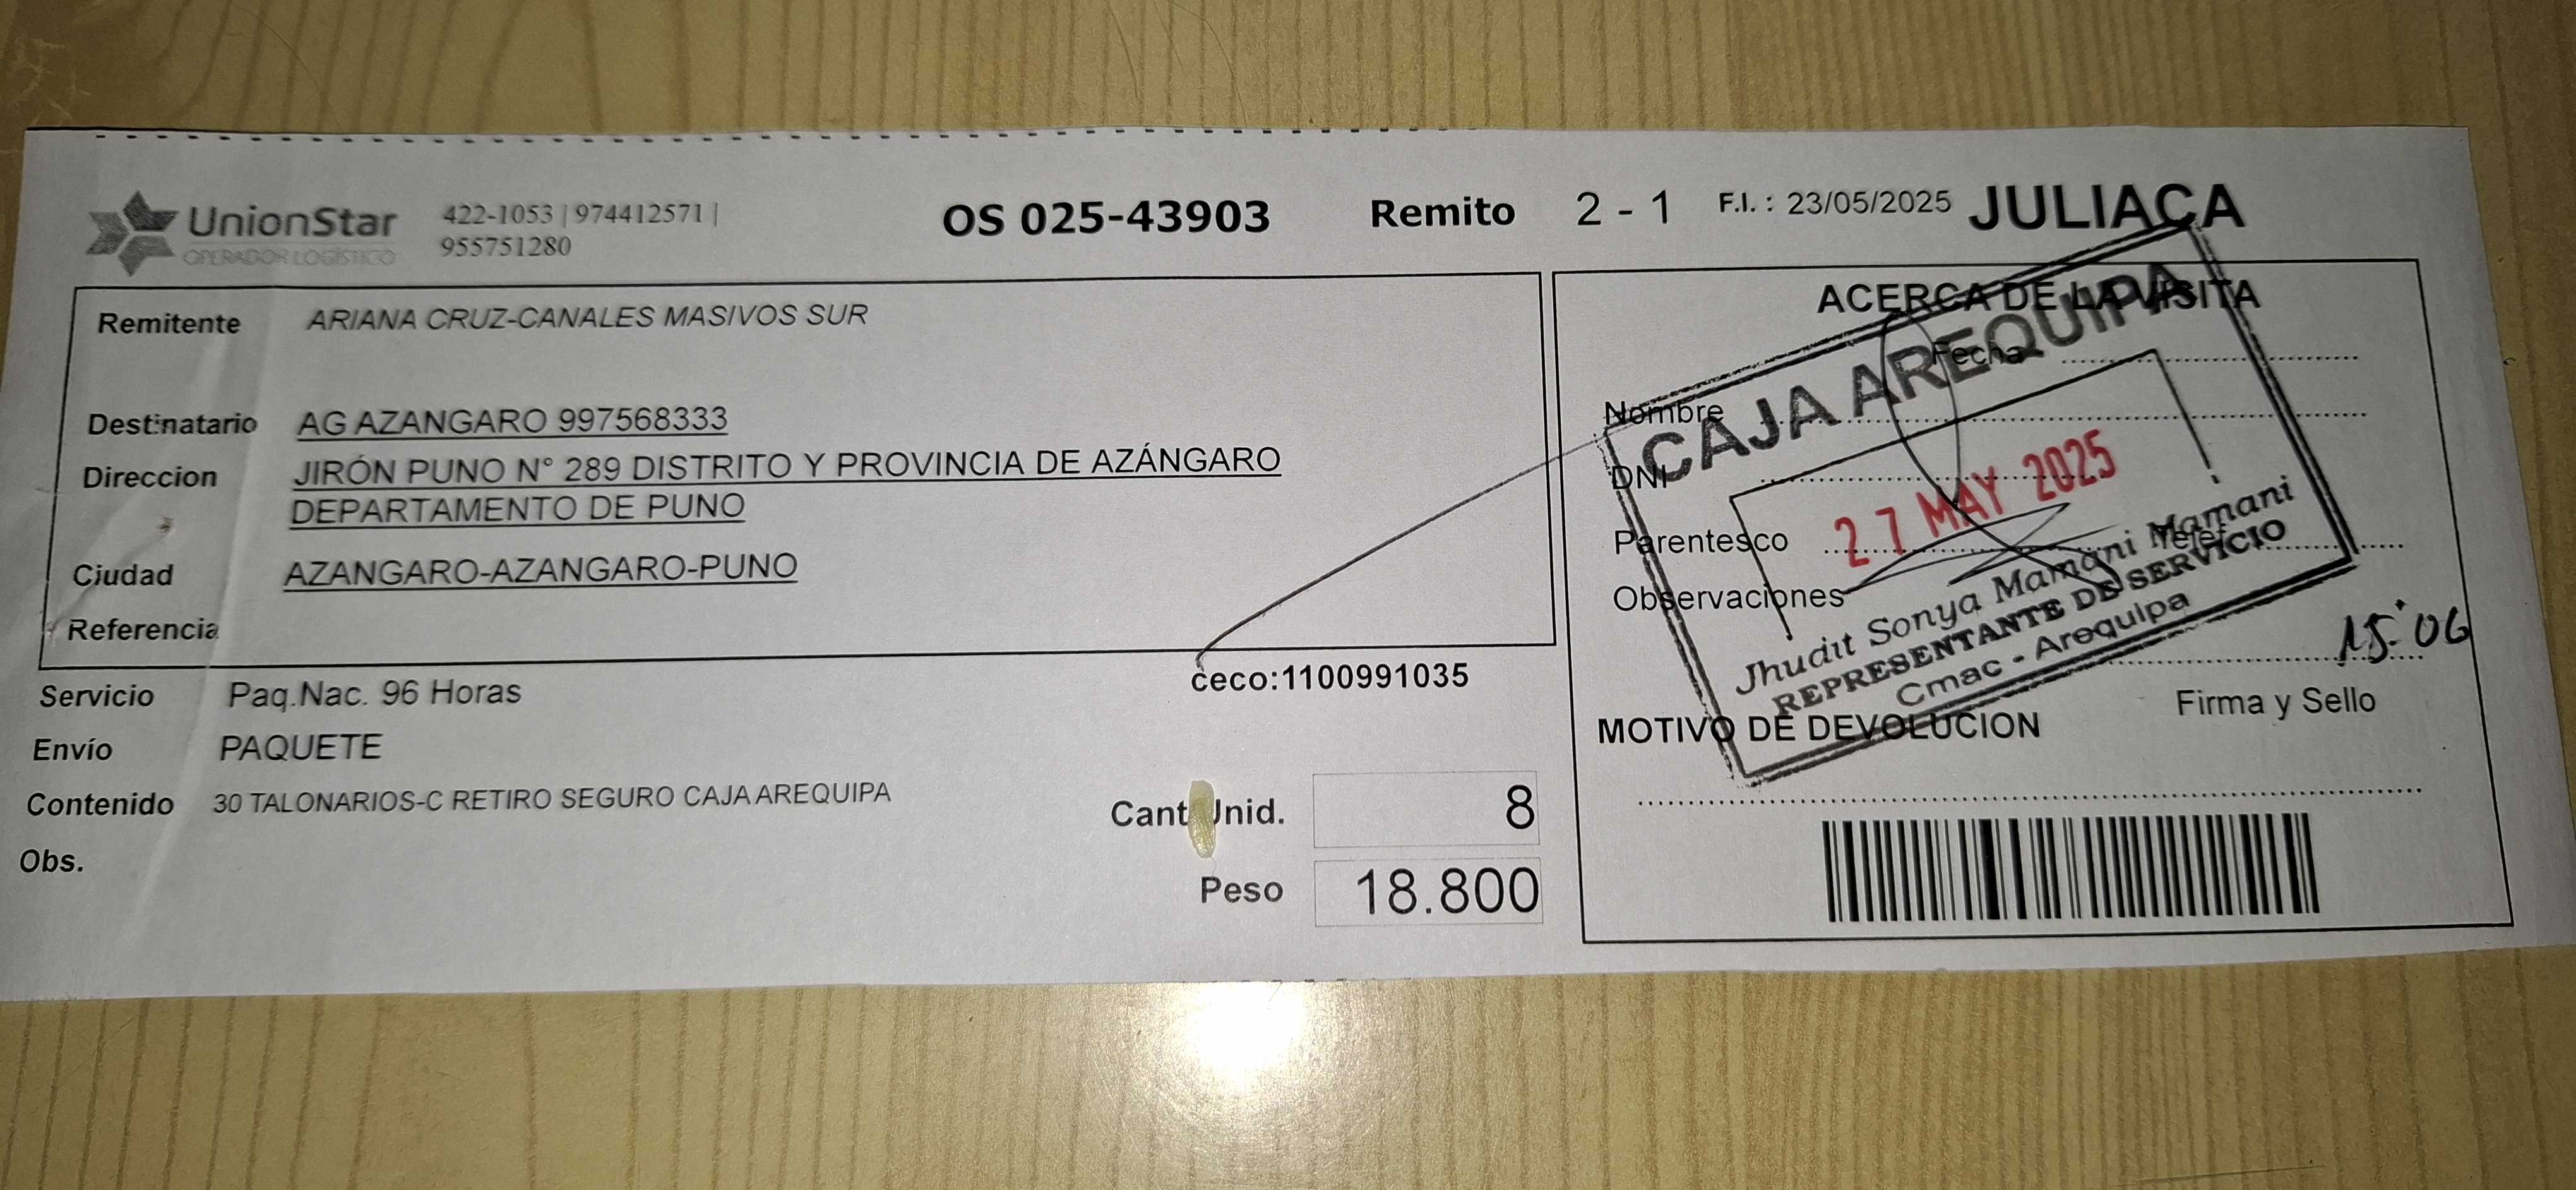 UnionStar
OPERADOR LOGÍSTICO
422-1053 | 974412571 |
955751280
OS 025-43903 Remito 2 - 1 F.I. : 23/05/2025 JULIACA
Remitente ARIANA CRUZ-CANALES MASIVOS SUR
Destinatario AG AZANGARO 997568333
Direccion JIRÓN PUNO N° 289 DISTRITO Y PROVINCIA DE AZÁNGARO
DEPARTAMENTO DE PUNO
Ciudad AZANGARO-AZANGARO-PUNO
Referencia
ceco:1100991035
Servicio Paq.Nac. 96 Horas
Envío PAQUETE
Contenido 30 TALONARIOS-C RETIRO SEGURO CAJA AREQUIPA
Obs.
Cant Unid. 8
Peso 18.800
ACERCA DE LA VISITA
Fecha
Nombre
DNI
Parentesco Telef.
Observaciones
CAJA AREQUIPA
27 MAY 2025
Jhudit Sonya Mamani Mamani
REPRESENTANTE DE SERVICIO
Cmac - Arequipa
15:06
Firma y Sello
MOTIVO DE DEVOLUCION